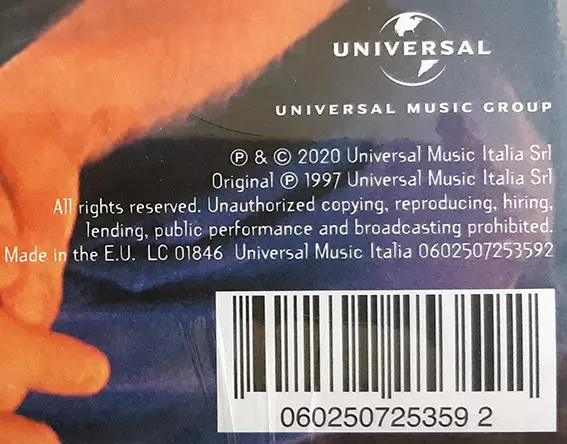 UNIVERSAL
UNIVERSAL MUSIC GROUP
℗ & © 2020 Universal Music Italia Srl
Original ℗ 1997 Universal Music Italia Srl
All rights reserved. Unauthorized copying, reproducing, hiring,
lending, public performance and broadcasting prohibited.
Made in the E.U. LC 01846 Universal Music Italia 0602507253592
060250725359 2